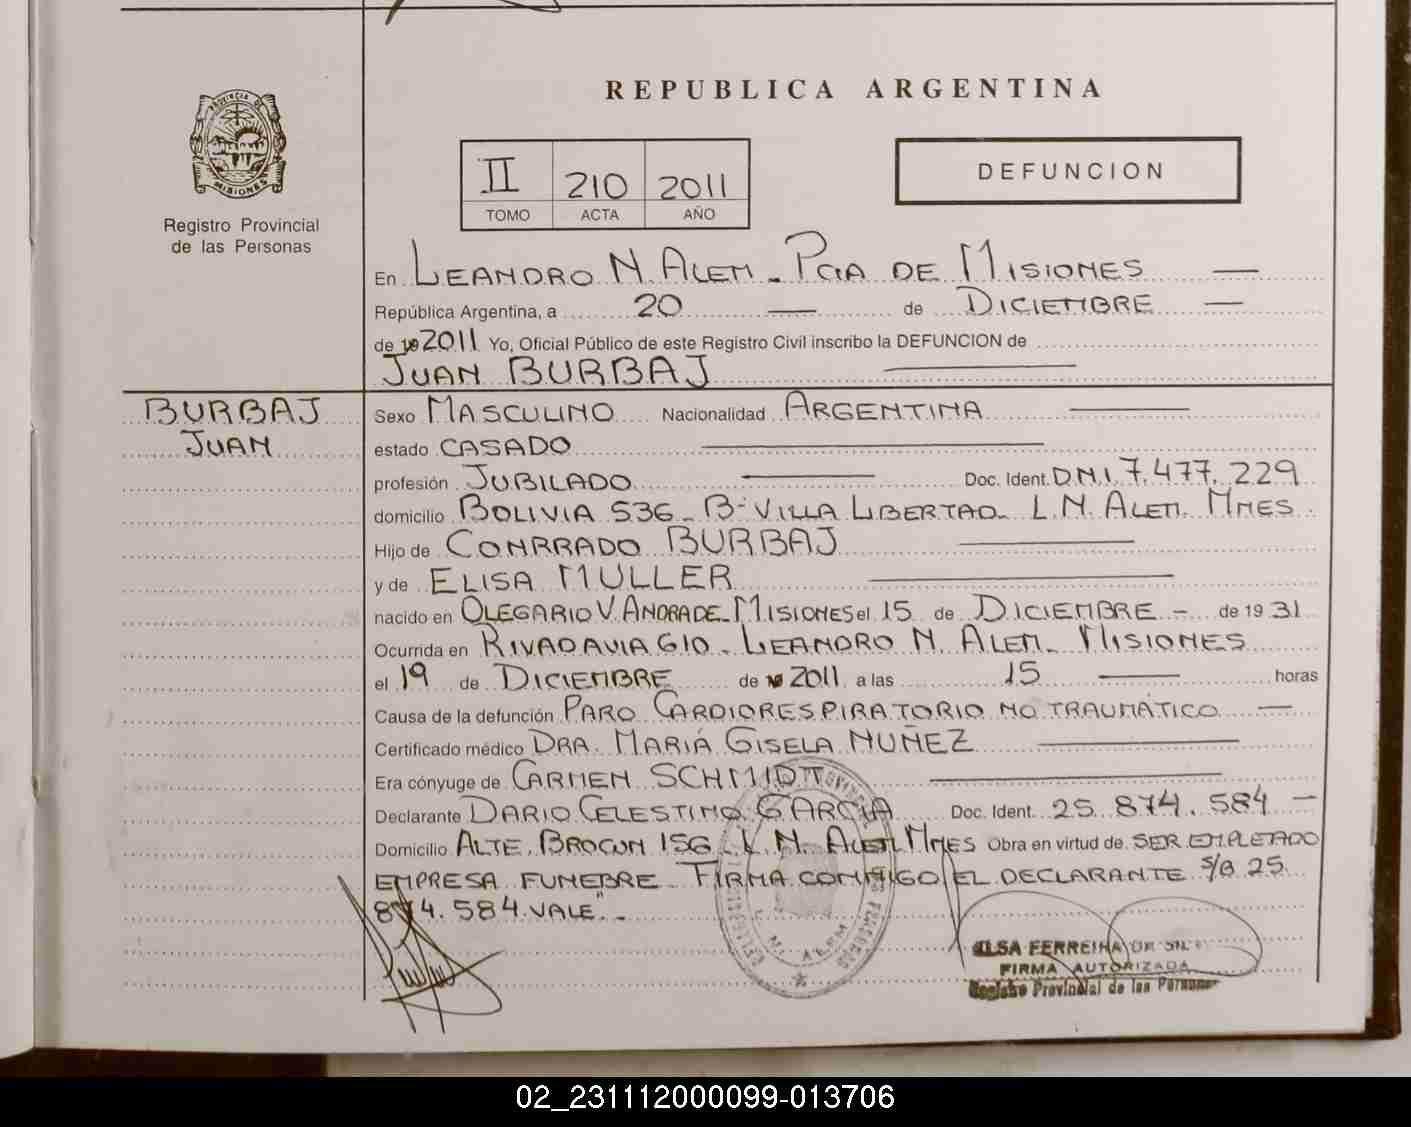 REPUBLICA ARGENTINA
PROVINCIA DE
MISIONES
Registro Provincial
de las Personas
II 210 2011
TOMO ACTA AÑO
DEFUNCION
En LEANDRO N. ALEM - PCIA DE MISIONES —
República Argentina, a 20 — de DICIEMBRE —
de 2011 Yo, Oficial Público de este Registro Civil inscribo la DEFUNCION de
JUAN BURBAJ —
BURBAJ
JUAN
Sexo MASCULINO Nacionalidad ARGENTINA —
estado CASADO —
profesión JUBILADO — Doc. Ident. D.N.I. 7.477.229
domicilio BOLIVIA 536 - Bº VILLA LIBERTAD - L.N. ALEM. MNES
Hijo de CONRRADO BURBAJ —
y de ELISA MULLER —
nacido en OLEGARIO V. ANDRADE - MISIONES el 15 de DICIEMBRE - de 1931
Ocurrida en RIVADAVIA 610 - LEANDRO N. ALEM - MISIONES
el 19 de DICIEMBRE de 2011 a las 15 — horas
Causa de la defunción PARO CARDIORESPIRATORIO NO TRAUMÁTICO —
Certificado médico DRA. MARIÁ GISELA NUÑEZ —
Era cónyuge de CARMEN SCHMIDT —
Declarante DARIO CELESTINO GARCIA Doc. Ident. 25.874.584 —
Domicilio ALTE. BROWN 156 - L.N. ALEM. MNES Obra en virtud de SER EMPLEADO
EMPRESA FUNEBRE - FIRMA CONMIGO EL DECLARANTE S/B 25.
874.584 VALE" -
FIRMA AUTORIZADA
Registro Provincial de las Personas
02_231112000099-013706